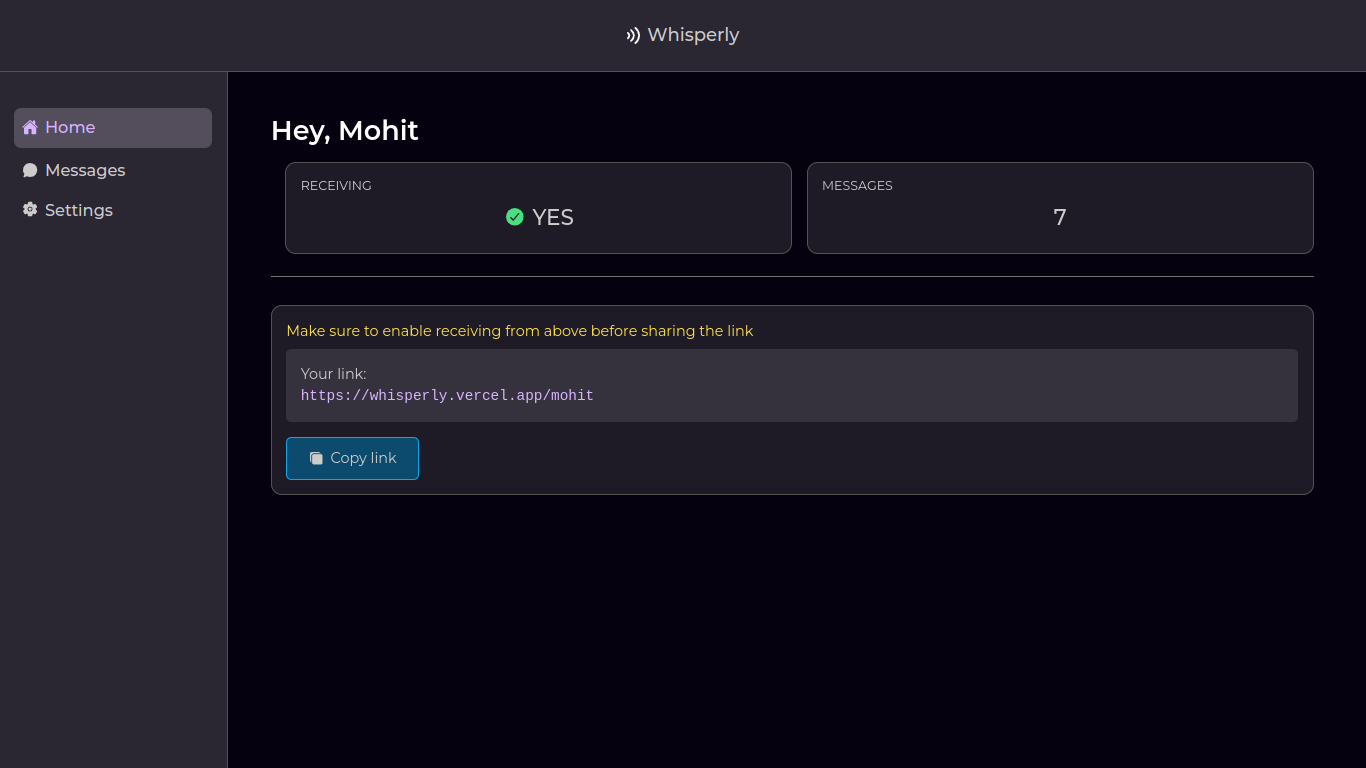 Whisperly
Home
Messages
Settings
Hey, Mohit
RECEIVING
YES
MESSAGES
7
Make sure to enable receiving from above before sharing the link
Your link:
https://whisperly.vercel.app/mohit
Copy link